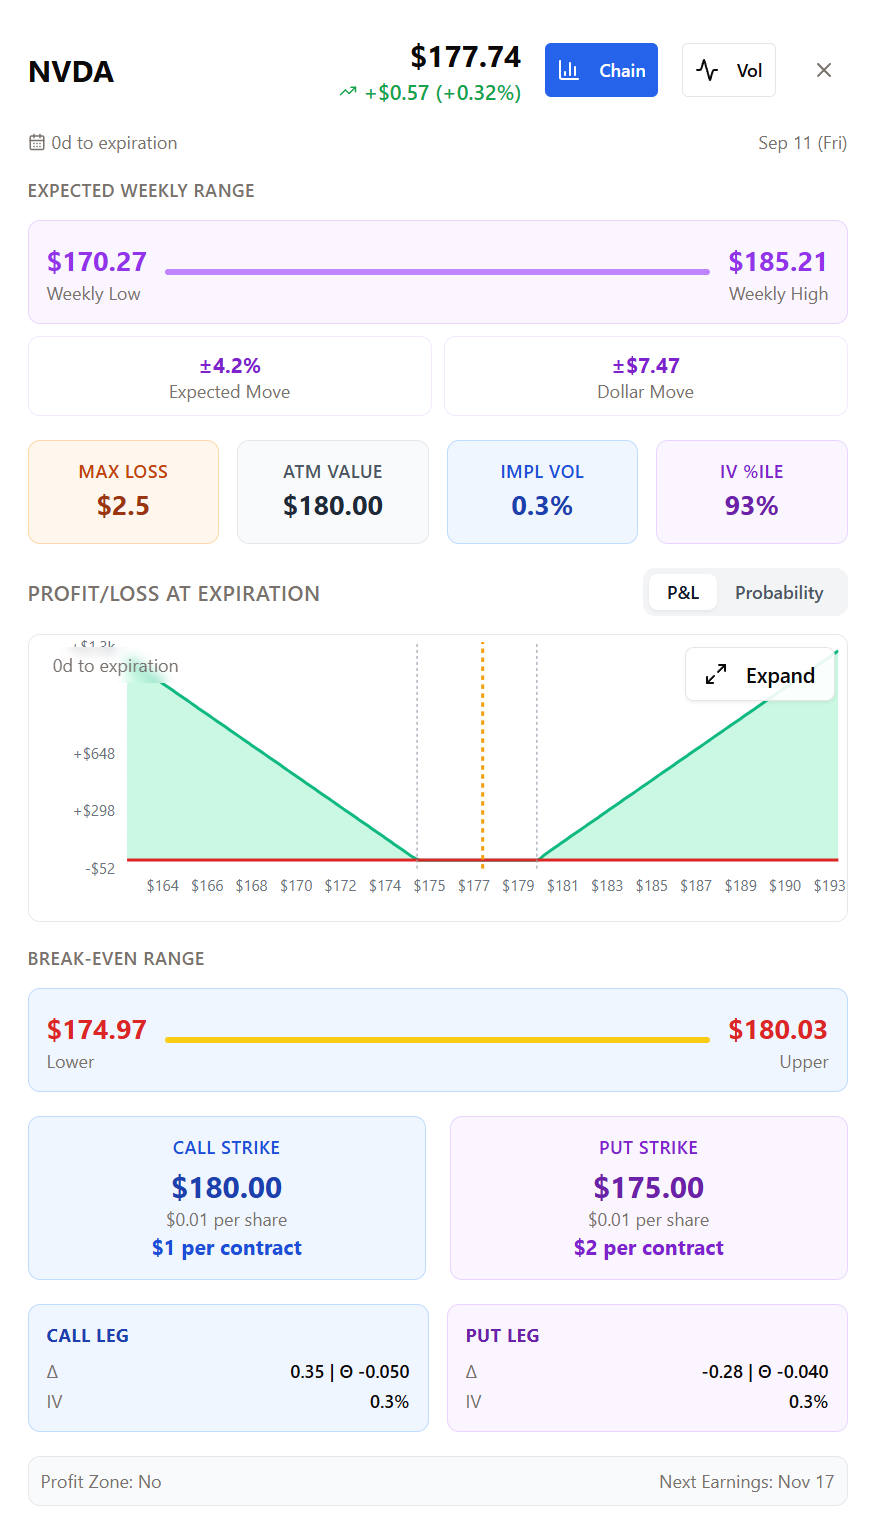 NVDA
$177.74
+$0.57 (+0.32%)
Chain
Vol
0d to expiration
Sep 11 (Fri)
EXPECTED WEEKLY RANGE
$170.27
$185.21
Weekly Low
Weekly High
±4.2%
Expected Move
±$7.47
Dollar Move
MAX LOSS
$2.5
ATM VALUE
$180.00
IMPL VOL
0.3%
IV %ILE
93%
PROFIT/LOSS AT EXPIRATION
P&L
Probability
0d to expiration
Expand
+$648
+$298
-$52
$164 $166 $168 $170 $172 $174 $175 $177 $179 $181 $183 $185 $187 $189 $190 $193
BREAK-EVEN RANGE
$174.97
$180.03
Lower
Upper
CALL STRIKE
$180.00
$0.01 per share
$1 per contract
PUT STRIKE
$175.00
$0.01 per share
$2 per contract
CALL LEG
Δ 0.35 | Θ -0.050
IV 0.3%
PUT LEG
Δ -0.28 | Θ -0.040
IV 0.3%
Profit Zone: No
Next Earnings: Nov 17